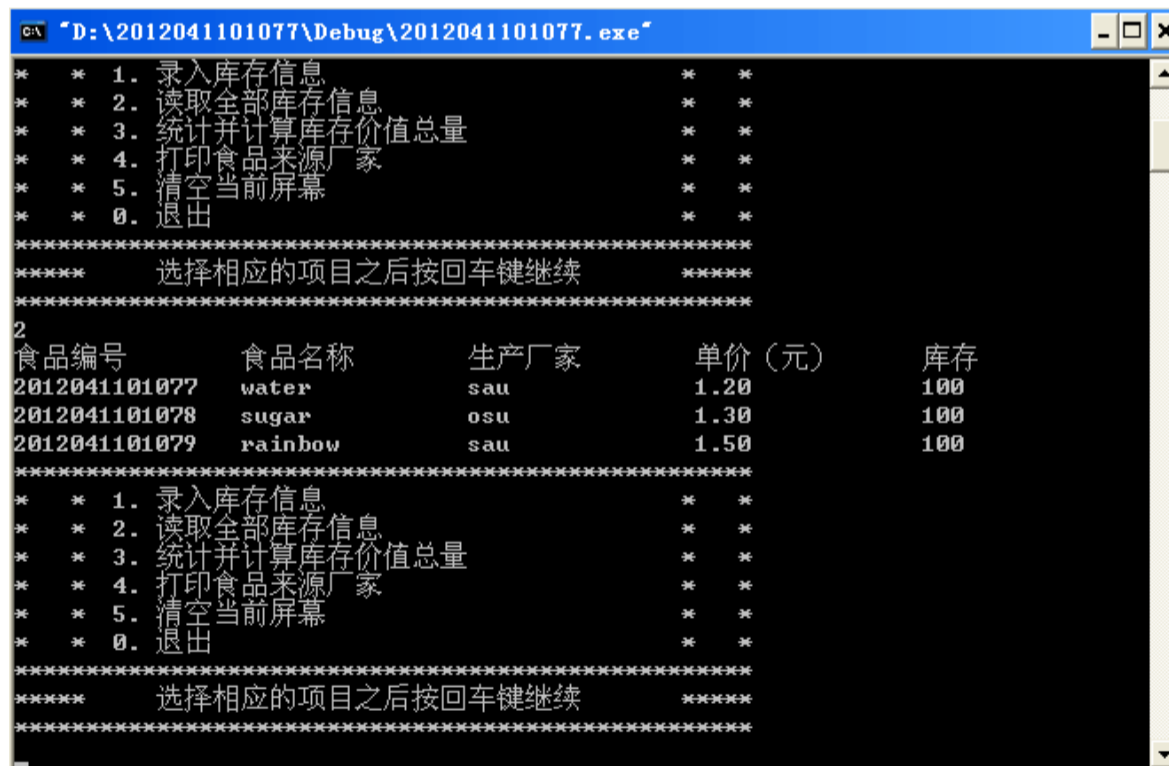 "D:\2012041101077\Debug\2012041101077.exe"
* * 1. 录入库存信息 * *
* * 2. 读取全部库存信息 * *
* * 3. 统计并计算库存价值总量 * *
* * 4. 打印食品来源厂家 * *
* * 5. 清空当前屏幕 * *
* * 0. 退出 * *
****************************************************
***** 选择相应的项目之后按回车键继续 *****
****************************************************
2
食品编号 食品名称 生产厂家 单价（元） 库存
2012041101077 water sau 1.20 100
2012041101078 sugar osu 1.30 100
2012041101079 rainbow sau 1.50 100
****************************************************
* * 1. 录入库存信息 * *
* * 2. 读取全部库存信息 * *
* * 3. 统计并计算库存价值总量 * *
* * 4. 打印食品来源厂家 * *
* * 5. 清空当前屏幕 * *
* * 0. 退出 * *
****************************************************
***** 选择相应的项目之后按回车键继续 *****
****************************************************